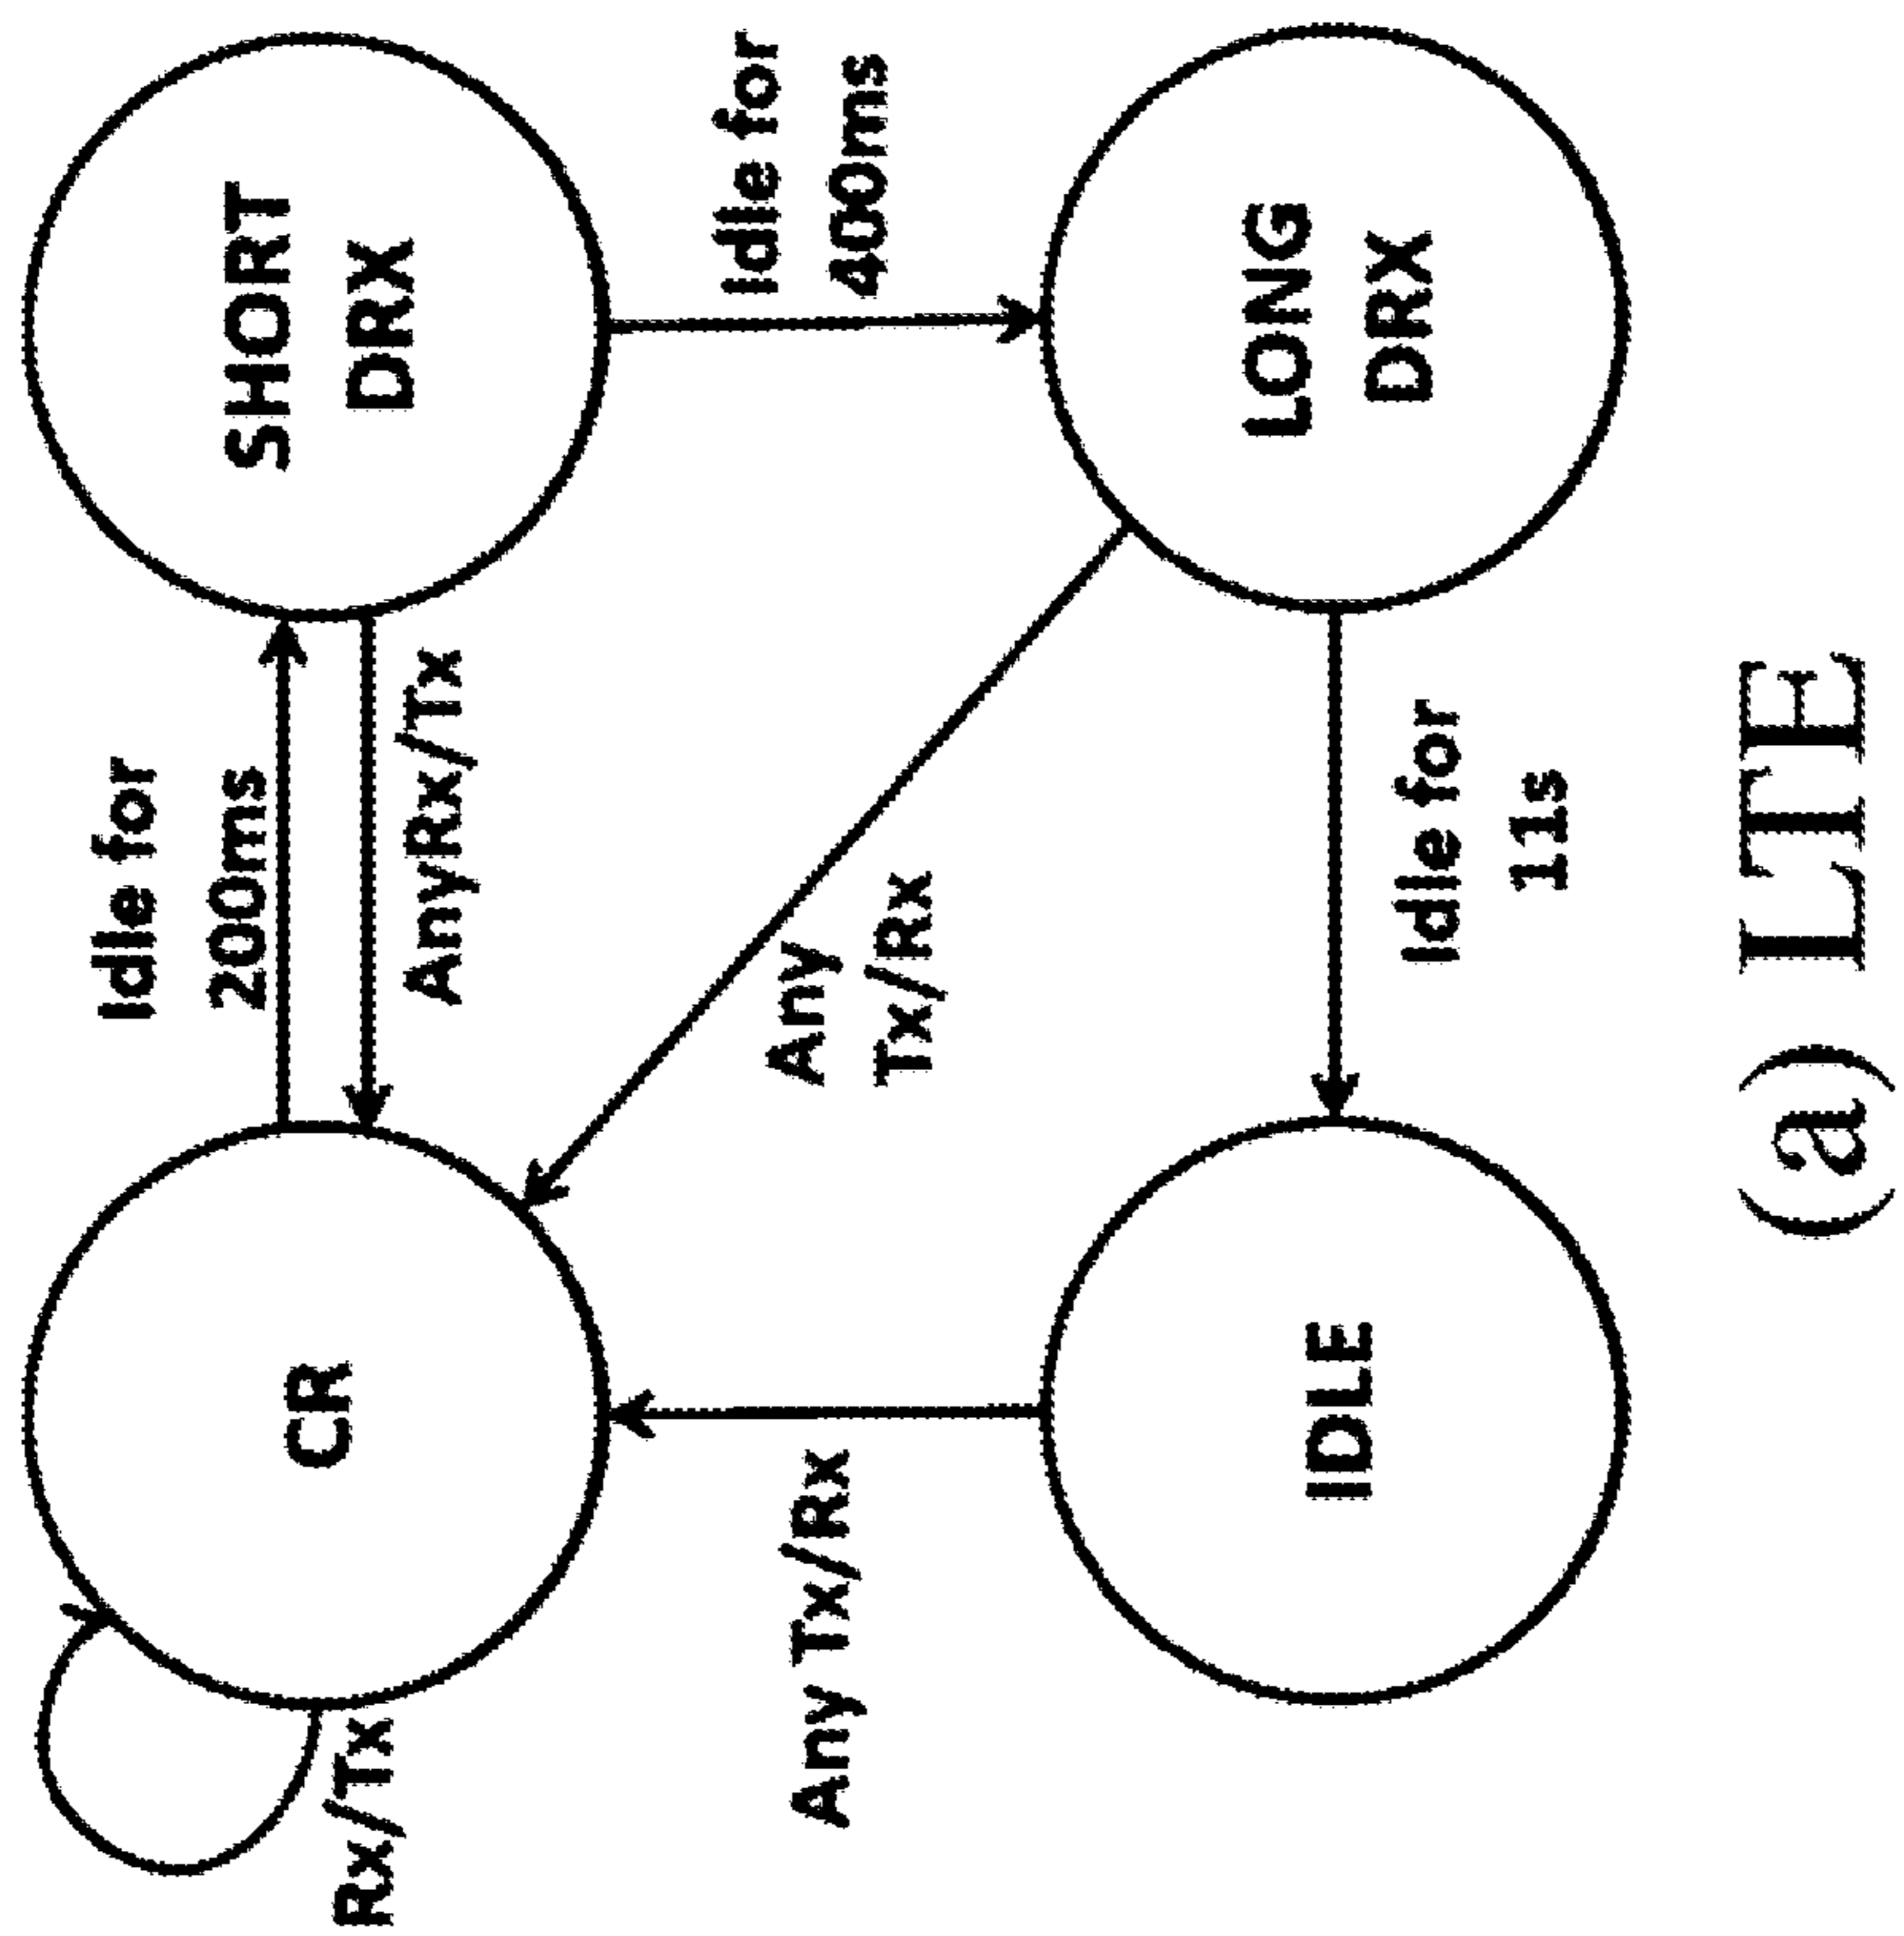 Rx/Tx
CR
Idle for
200ms
AnyRx/Tx
SHORT
DRX
Any Tx/Rx
Any
Tx/Rx
Idle for
400ms
IDLE
Idle for
11s
LONG
DRX
(a) LTE